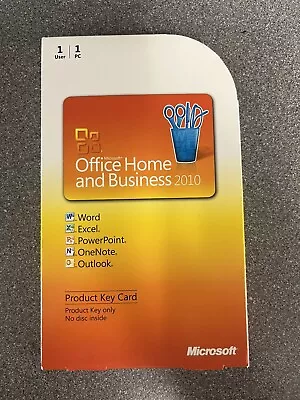 1 1
User PC
Microsoft®
Office Home
and Business 2010
Word
Excel®
PowerPoint®
OneNote®
Outlook®
Product Key Card
Product Key only
No disc inside
Microsoft